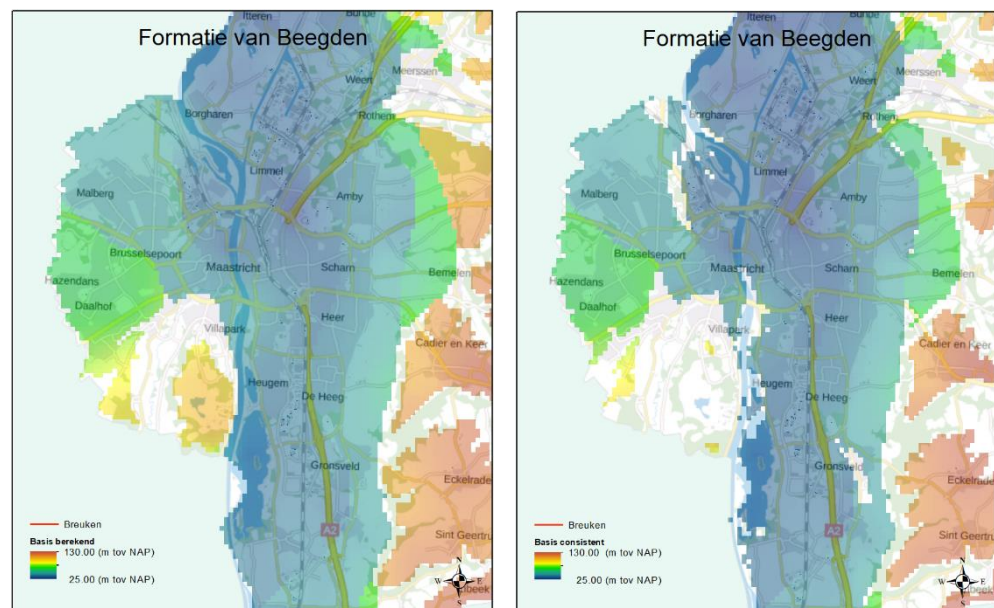 Formatie van Beegden
Itteren
Bunde
Meerssen
Weert
Rothem
Borgharen
Limmel
Malberg
Amby
Brusselsepoort
Maastricht
Scharn
Bemelen
Hazendans
Daalhof
Villapark
Heer
Cadier en Keer
Heugem
De Heeg
Gronsveld
Eckelrade
A2
Sint Geertru
Breuken
Basis berekend
130.00 (m tov NAP)
25.00 (m tov NAP)
N
W E
S
Formatie van Beegden
Itteren
Bunde
Meerssen
Weert
Rothem
Borgharen
Limmel
Malberg
Amby
Brusselsepoort
Maastricht
Scharn
Bemelen
Hazendans
Daalhof
Villapark
Heer
Cadier en Keer
Heugem
De Heeg
Gronsveld
Eckelrade
A2
Sint Geertru
Breuken
Basis consistent
130.00 (m tov NAP)
25.00 (m tov NAP)
N
W E
S